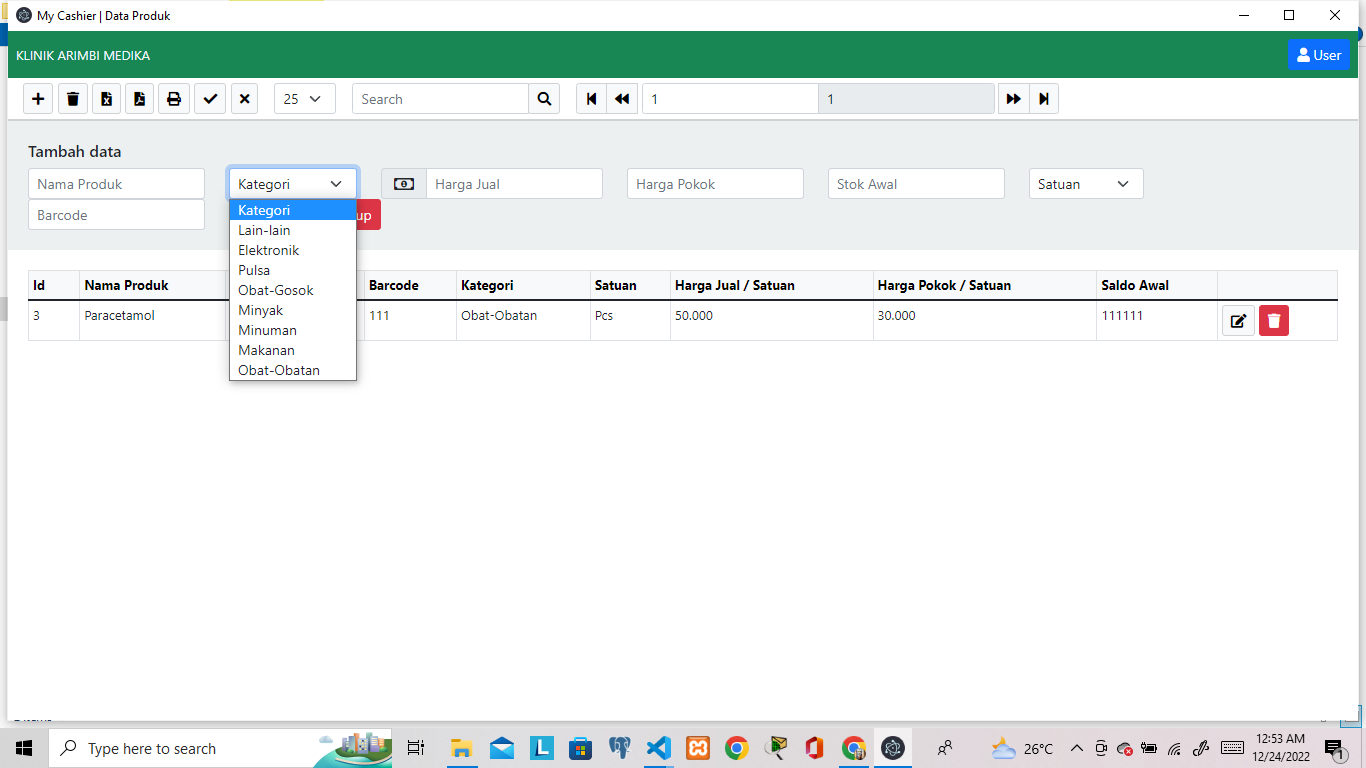 My Cashier | Data Produk
KLINIK ARIMBI MEDIKA
User
25
Search
1
1
Tambah data
Nama Produk
Kategori
Harga Jual
Harga Pokok
Stok Awal
Satuan
Barcode
up
Kategori
Lain-lain
Elektronik
Pulsa
Obat-Gosok
Minyak
Minuman
Makanan
Obat-Obatan
Id Nama Produk Barcode Kategori Satuan Harga Jual / Satuan Harga Pokok / Satuan Saldo Awal
3 Paracetamol 111 Obat-Obatan Pcs 50.000 30.000 111111
Type here to search
26°C
12:53 AM
12/24/2022
1